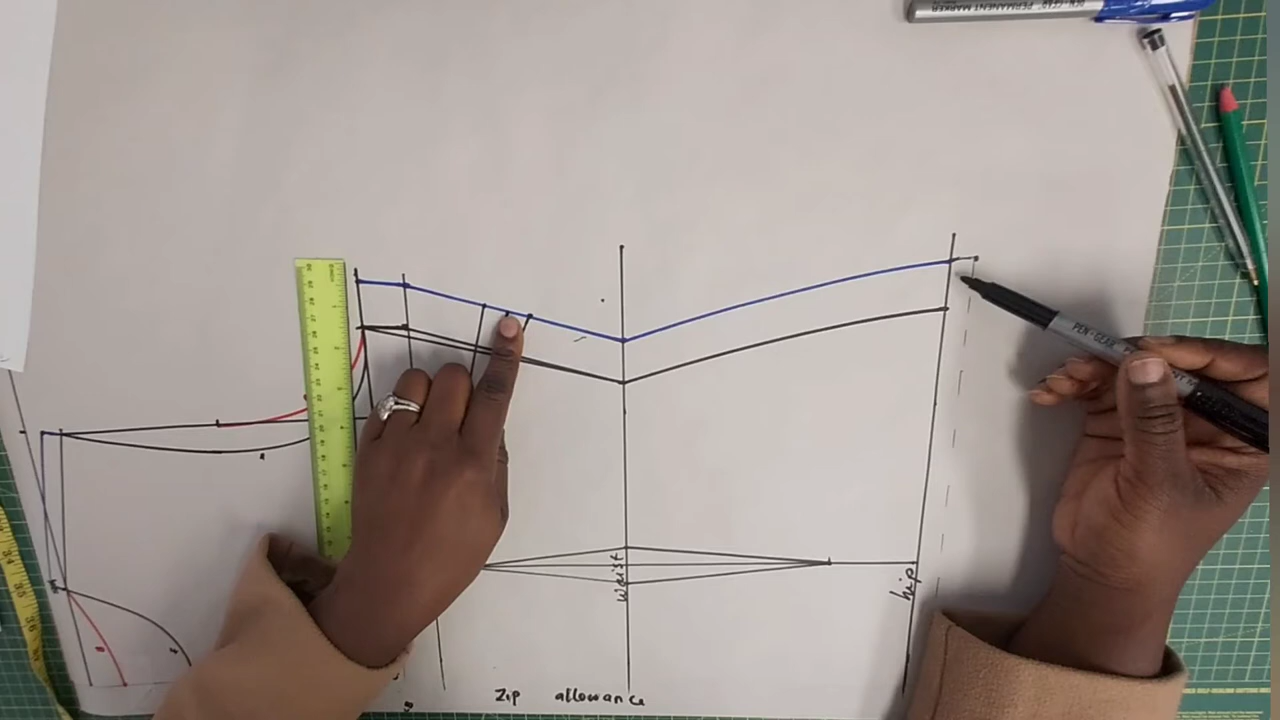 PEN+GEAR PERMANENT MARKER
PEN+GEAR
waist
hip
Zip allowance